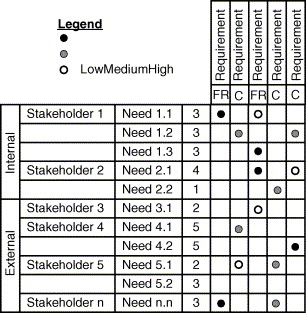 Legend
LowMediumHigh
Requirement Requirement Requirement Requirement Requirement
FR C FR C C
Internal
Stakeholder 1 Need 1.1 3
Need 1.2 3
Need 1.3 3
Stakeholder 2 Need 2.1 4
Need 2.2 1
External
Stakeholder 3 Need 3.1 2
Stakeholder 4 Need 4.1 5
Need 4.2 5
Stakeholder 5 Need 5.1 2
Need 5.2 3
Stakeholder n Need n.n 3